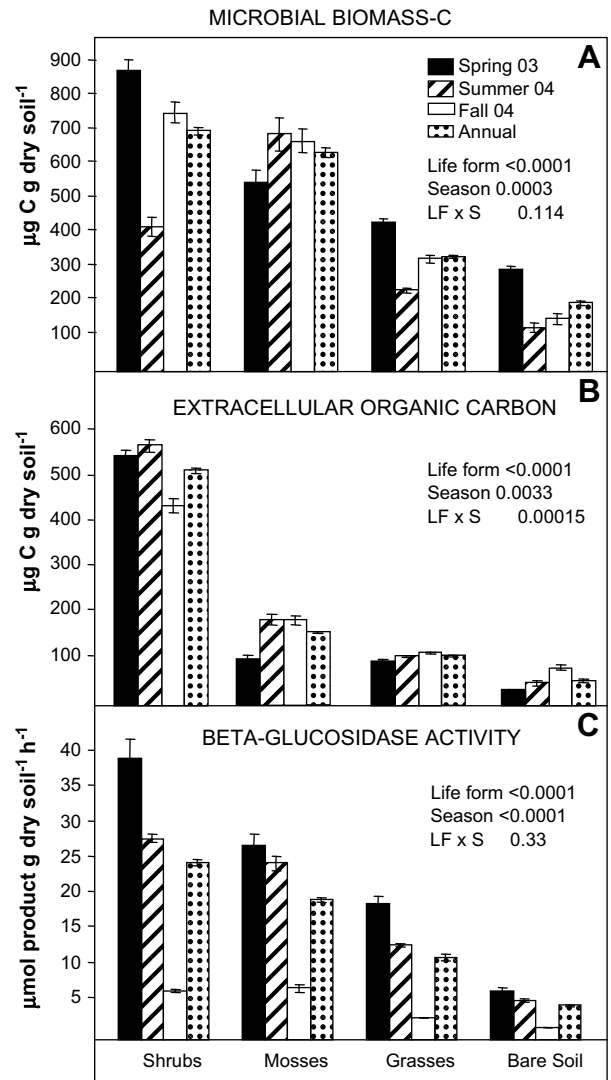 MICROBIAL BIOMASS-C
A
900
800
700
600
500
400
300
200
100
µg C g dry soil-1
Spring 03
Summer 04
Fall 04
Annual
Life form <0.0001
Season 0.0003
LF x S 0.114
B
EXTRACELLULAR ORGANIC CARBON
600
500
400
300
200
100
µg C g dry soil-1
Life form <0.0001
Season 0.0033
LF x S 0.00015
C
BETA-GLUCOSIDASE ACTIVITY
40
35
30
25
20
15
10
5
µmol product g dry soil-1 h-1
Life form <0.0001
Season <0.0001
LF x S 0.33
Shrubs Mosses Grasses Bare Soil